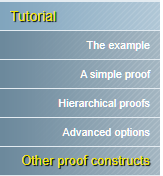 Tutorial
The example
A simple proof
Hierarchical proofs
Advanced options
Other proof constructs